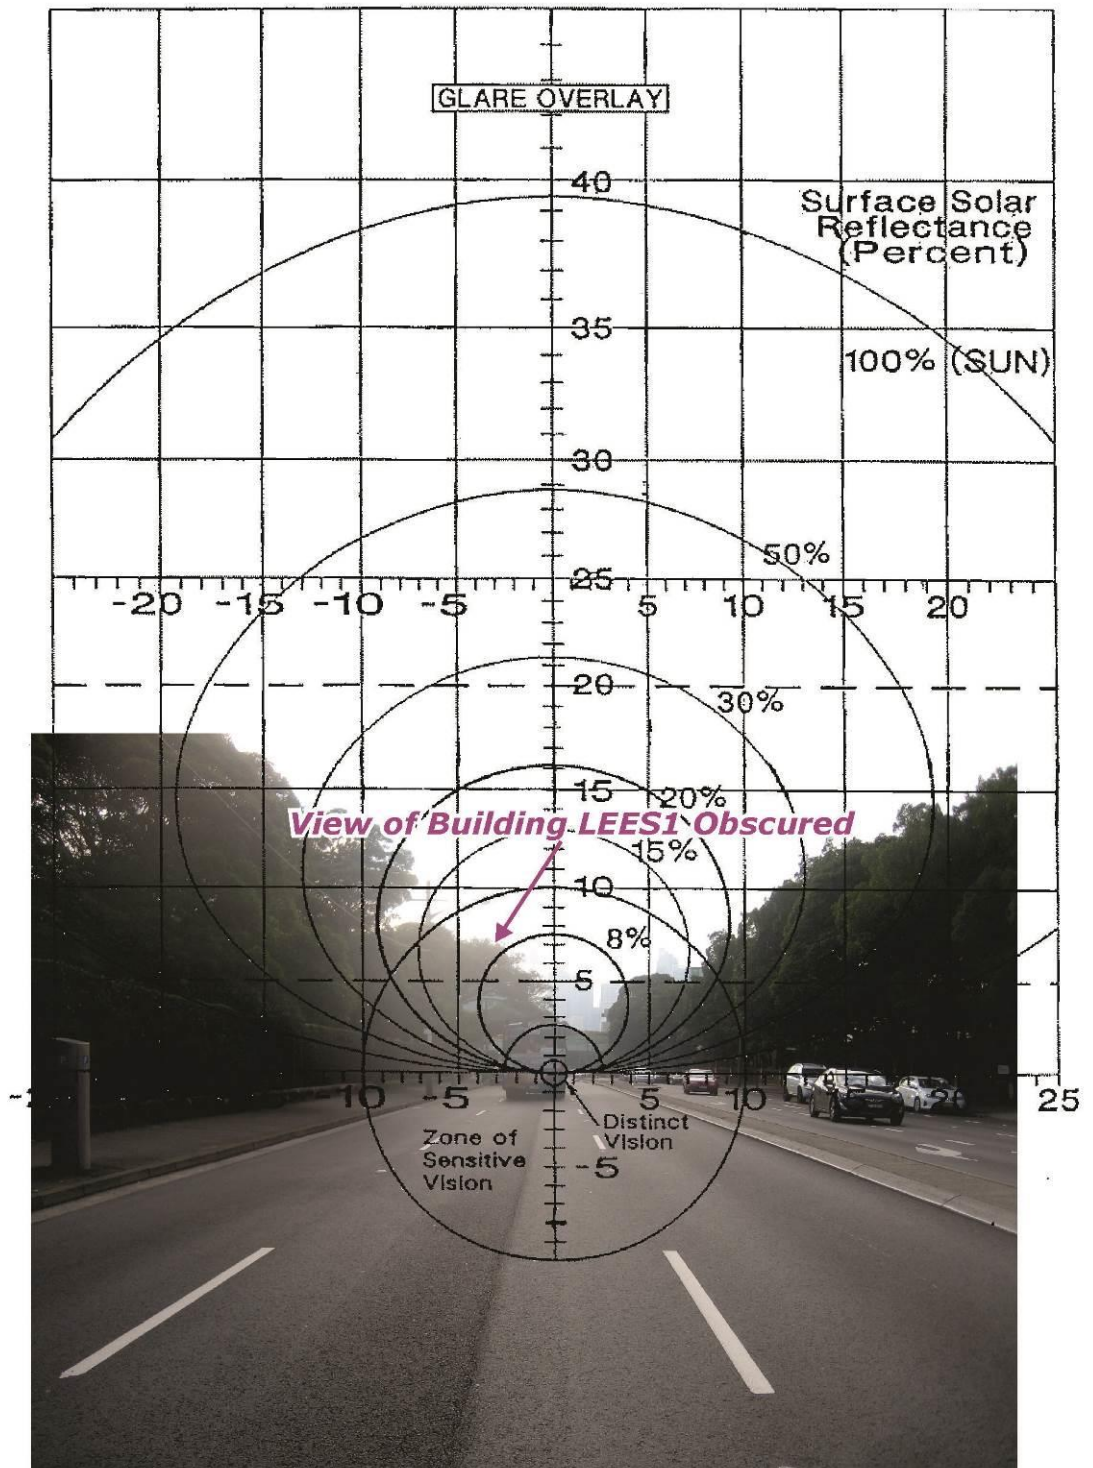 GLARE OVERLAY
40
Surface Solar
Reflectance
(Percent)
35
100% (SUN)
30
50%
25
-20 -15 -10 -5 5 10 15 20
20
30%
15
20%
View of Building LEES1 Obscured
15%
10
8%
5
10 -5 5 10 20 25
Distinct
Vision
Zone of
Sensitive
Vision
-5